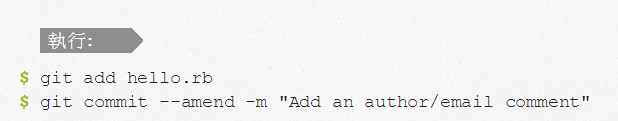 執行:
$ git add hello.rb
$ git commit --amend -m "Add an author/email comment"